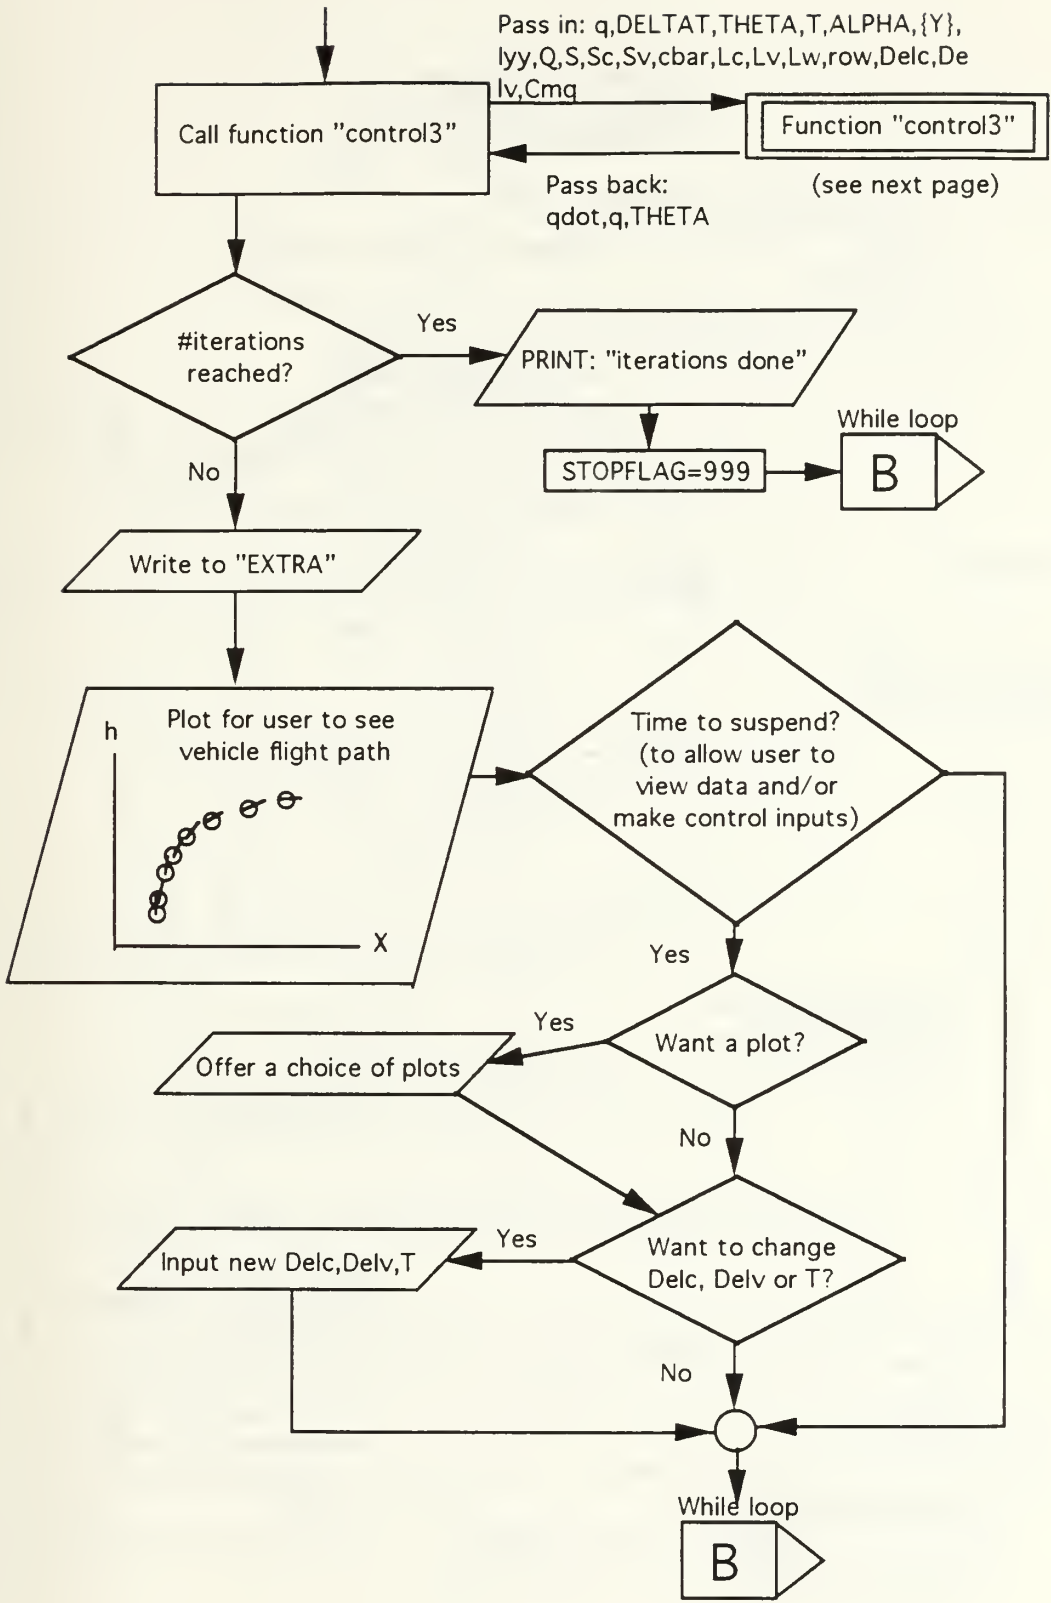 Pass in: q,DELTAT,THETA,T,ALPHA,{Y},
Iyy,Q,S,Sc,Sv,cbar,Lc,Lv,Lw,row,Delc,De
lv,Cmq
Call function "control3"
Function "control3"
(see next page)
Pass back:
qdot,q,THETA
#iterations
reached?
Yes
PRINT: "iterations done"
While loop
STOPFLAG=999
B
No
Write to "EXTRA"
Plot for user to see
vehicle flight path
h
X
Time to suspend?
(to allow user to
view data and/or
make control inputs)
Yes
Want a plot?
Yes
Offer a choice of plots
No
Want to change
Delc, Delv or T?
Yes
Input new Delc,Delv,T
No
While loop
B